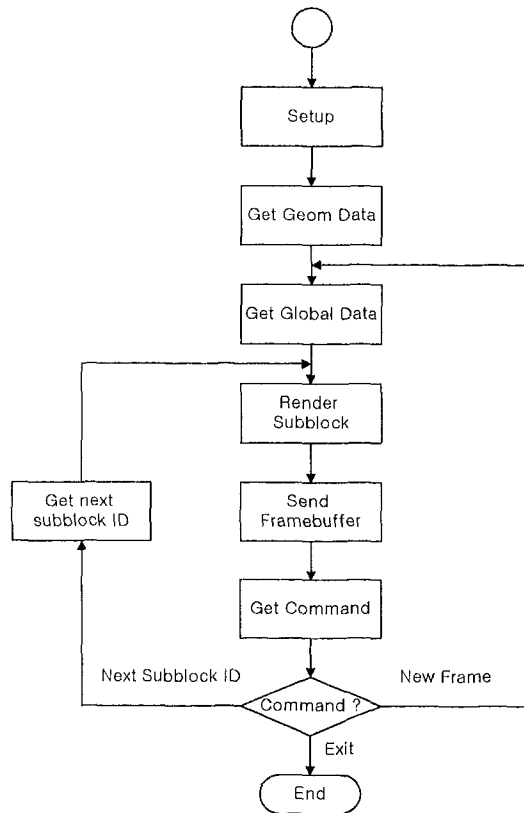 Setup
Get Geom Data
Get Global Data
Render
Subblock
Get next
subblock ID
Send
Framebuffer
Get Command
Next Subblock ID
New Frame
Command ?
Exit
End